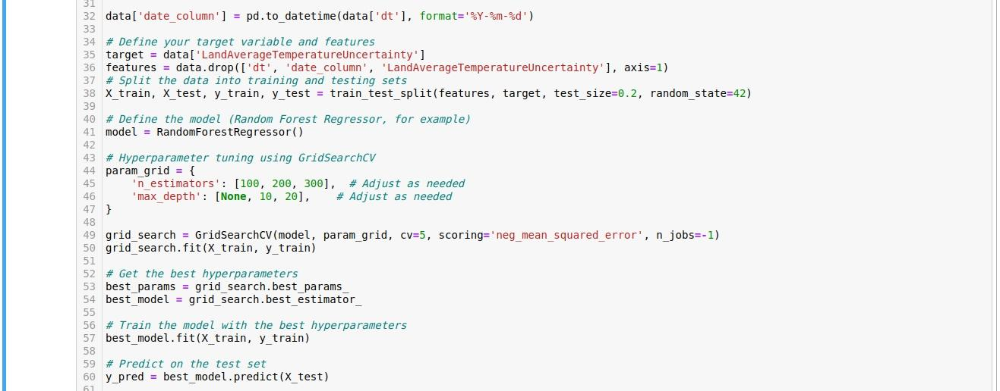 31
32 data['date_column'] = pd.to_datetime(data['dt'], format='%Y-%m-%d')
33
34 # Define your target variable and features
35 target = data['LandAverageTemperatureUncertainty']
36 features = data.drop(['dt', 'date_column', 'LandAverageTemperatureUncertainty'], axis=1)
37 # Split the data into training and testing sets
38 X_train, X_test, y_train, y_test = train_test_split(features, target, test_size=0.2, random_state=42)
39
40 # Define the model (Random Forest Regressor, for example)
41 model = RandomForestRegressor()
42
43 # Hyperparameter tuning using GridSearchCV
44 param_grid = {
45     'n_estimators': [100, 200, 300],  # Adjust as needed
46     'max_depth': [None, 10, 20],    # Adjust as needed
47 }
48
49 grid_search = GridSearchCV(model, param_grid, cv=5, scoring='neg_mean_squared_error', n_jobs=-1)
50 grid_search.fit(X_train, y_train)
51
52 # Get the best hyperparameters
53 best_params = grid_search.best_params_
54 best_model = grid_search.best_estimator_
55
56 # Train the model with the best hyperparameters
57 best_model.fit(X_train, y_train)
58
59 # Predict on the test set
60 y_pred = best_model.predict(X_test)
61